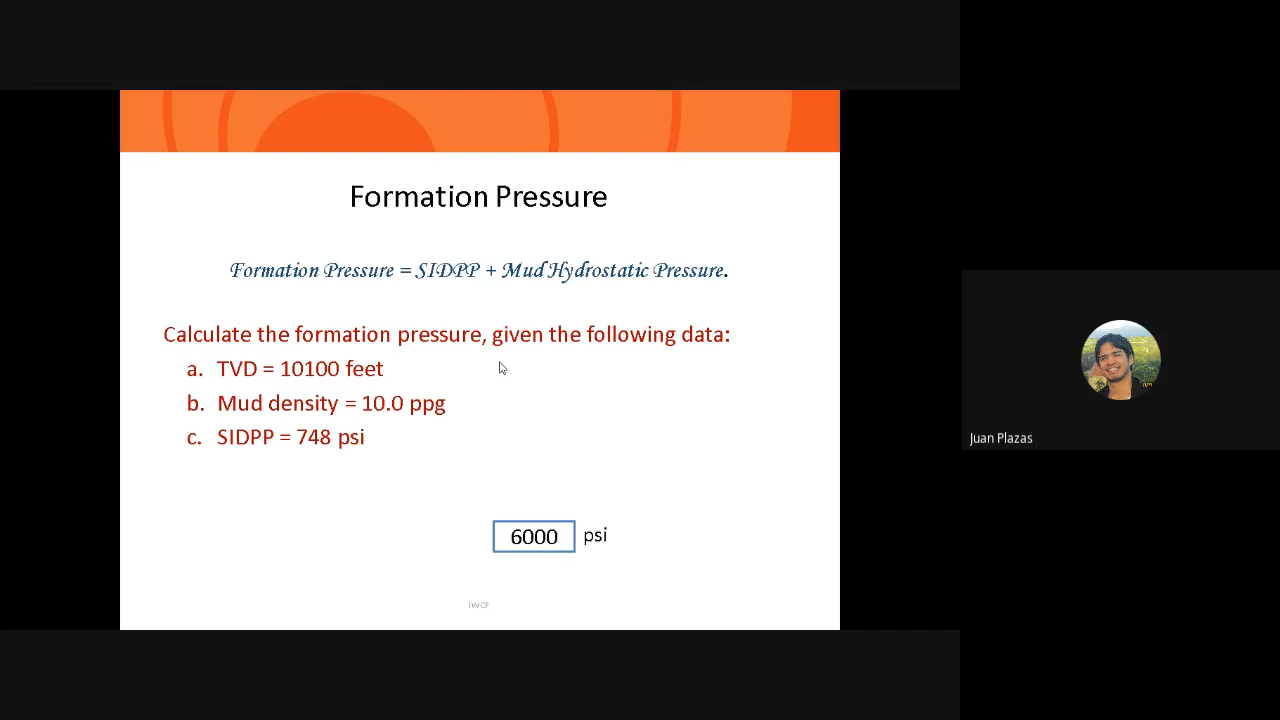 Formation Pressure
Formation Pressure = SIDPP + Mud Hydrostatic Pressure.
Calculate the formation pressure, given the following data:
a. TVD = 10100 feet
b. Mud density = 10.0 ppg
c. SIDPP = 748 psi
6000 psi
IWCF
Juan Plazas